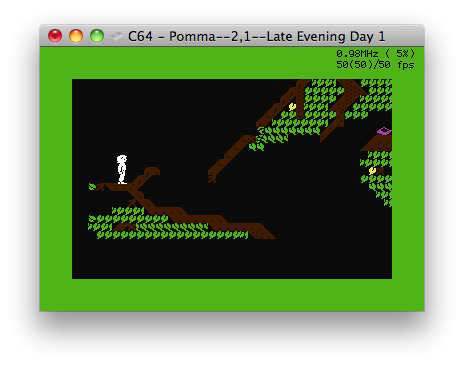 C64 - Pomma--2,1--Late Evening Day 1
0.98MHz ( 5%)
50(50)/50 fps